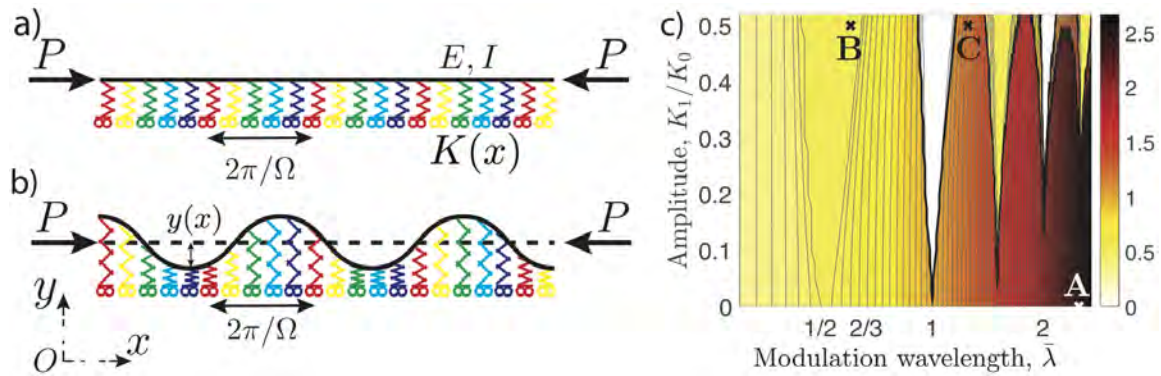 a)
P
E, I
P
2π/Ω
K(x)
b)
P
y(x)
P
2π/Ω
y
O
x
c)
Amplitude, K₁/K₀
0.5
0.4
0.3
0.2
0.1
0
B
C
A
1/2
2/3
1
2
Modulation wavelength, λ̄
2.5
2
1.5
1
0.5
0